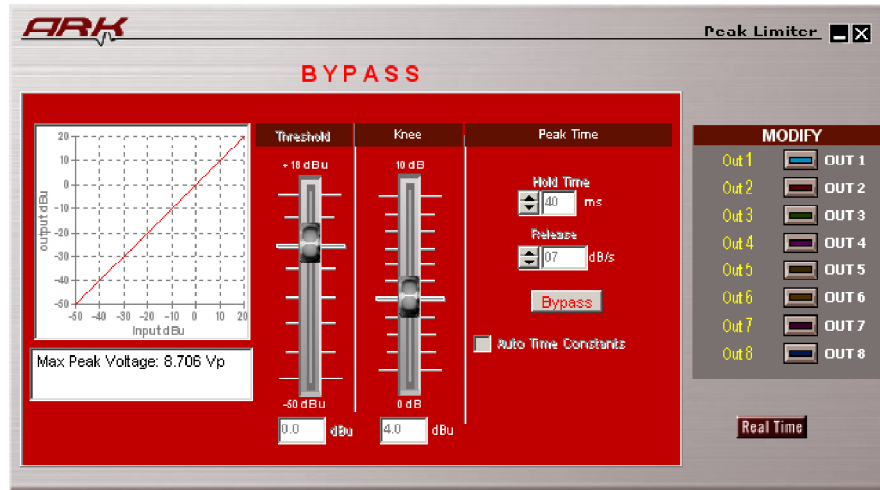 ARK
Peak Limiter
BYPASS
Threshold
Knee
Peak Time
MODIFY
20
10
0
-10
-20
-30
-40
-50
output dBu
-50 -40 -30 -20 -10 0 10 20
Input dBu
Max Peak Voltage: 8.706 Vp
+18 dBu
-50 dBu
0.0 dBu
10 dB
0 dB
4.0 dBu
Hold Time
40 ms
Release
07 dB/s
Bypass
Auto Time Constants
Out 1 OUT 1
Out 2 OUT 2
Out 3 OUT 3
Out 4 OUT 4
Out 5 OUT 5
Out 6 OUT 6
Out 7 OUT 7
Out 8 OUT 8
Real Time